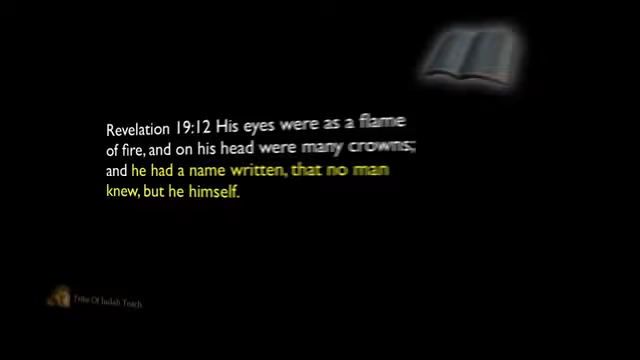 Revelation 19:12 His eyes were as a flame
of fire, and on his head were many crowns;
and he had a name written, that no man
knew, but he himself.
Tribe Of Judah Teach